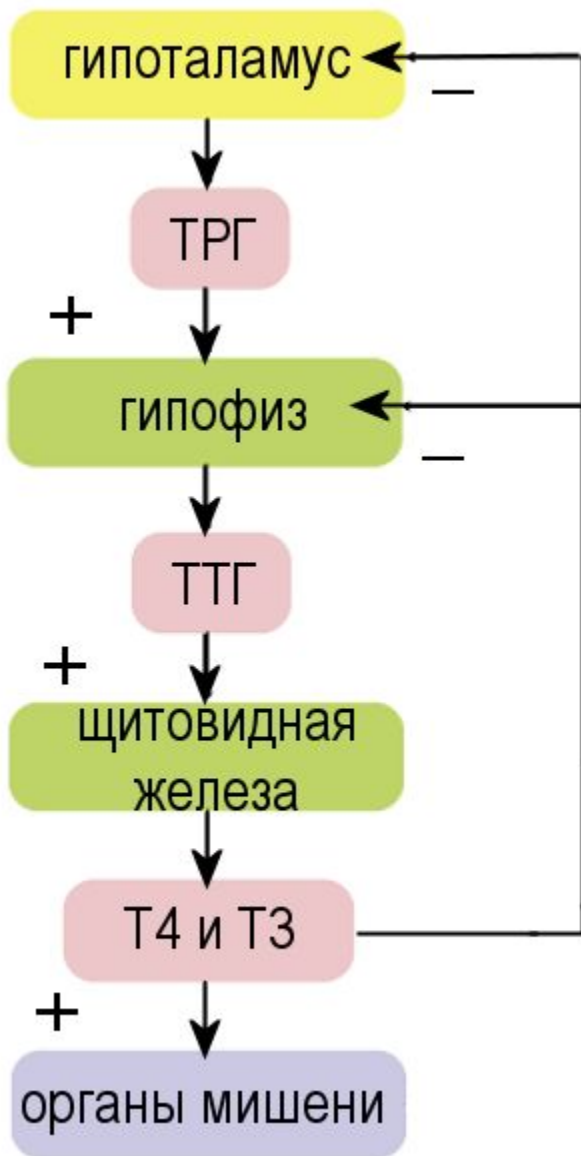 гипоталамус
–
ТРГ
+
гипофиз
–
ТТГ
+
щитовидная
железа
Т4 и Т3
+
органы мишени